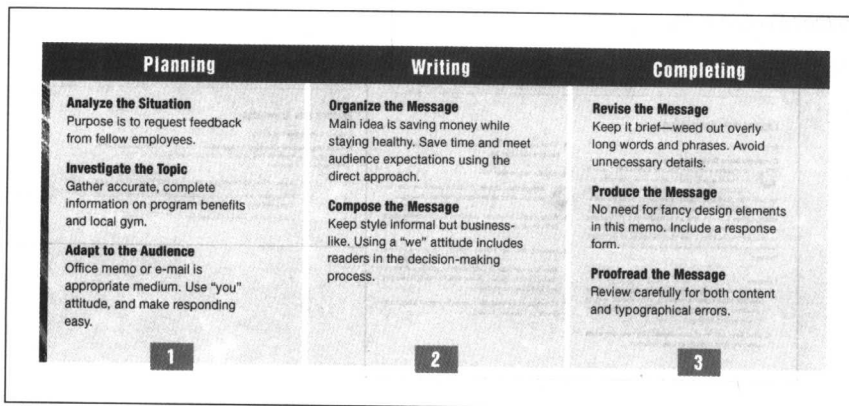 Planning
Analyze the Situation
Purpose is to request feedback
from fellow employees.
Investigate the Topic
Gather accurate, complete
information on program benefits
and local gym.
Adapt to the Audience
Office memo or e-mail is
appropriate medium. Use "you"
attitude, and make responding
easy.
1
Writing
Organize the Message
Main idea is saving money while
staying healthy. Save time and meet
audience expectations using the
direct approach.
Compose the Message
Keep style informal but business-
like. Using a "we" attitude includes
readers in the decision-making
process.
2
Completing
Revise the Message
Keep it brief—weed out overly
long words and phrases. Avoid
unnecessary details.
Produce the Message
No need for fancy design elements
in this memo. Include a response
form.
Proofread the Message
Review carefully for both content
and typographical errors.
3